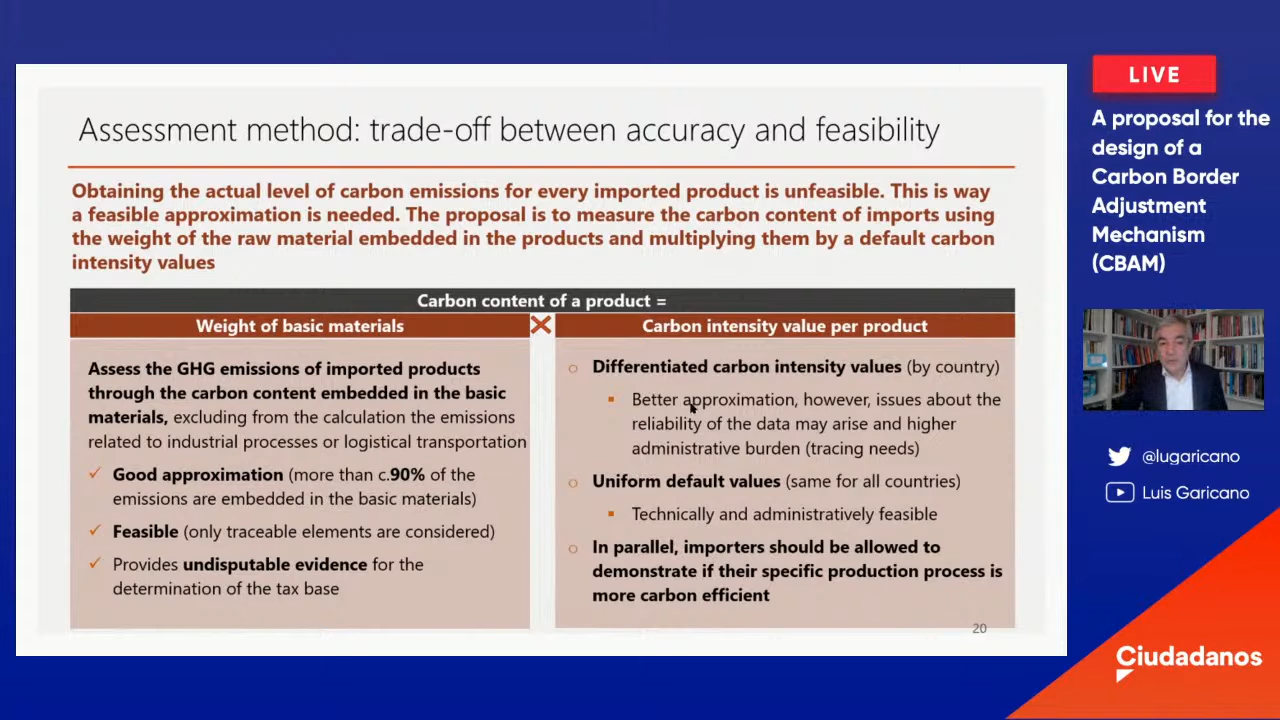 Assessment method: trade-off between accuracy and feasibility
Obtaining the actual level of carbon emissions for every imported product is unfeasible. This is way
a feasible approximation is needed. The proposal is to measure the carbon content of imports using
the weight of the raw material embedded in the products and multiplying them by a default carbon
intensity values
Carbon content of a product =
Weight of basic materials
Assess the GHG emissions of imported products
through the carbon content embedded in the basic
materials, excluding from the calculation the emissions
related to industrial processes or logistical transportation
✓ Good approximation (more than c.90% of the
emissions are embedded in the basic materials)
✓ Feasible (only traceable elements are considered)
✓ Provides undisputable evidence for the
determination of the tax base
Carbon intensity value per product
○ Differentiated carbon intensity values (by country)
▪ Better approximation, however, issues about the
reliability of the data may arise and higher
administrative burden (tracing needs)
○ Uniform default values (same for all countries)
▪ Technically and administratively feasible
○ In parallel, importers should be allowed to
demonstrate if their specific production process is
more carbon efficient
20
LIVE
A proposal for the
design of a
Carbon Border
Adjustment
Mechanism
(CBAM)
@lugaricano
Luis Garicano
Ciudadanos